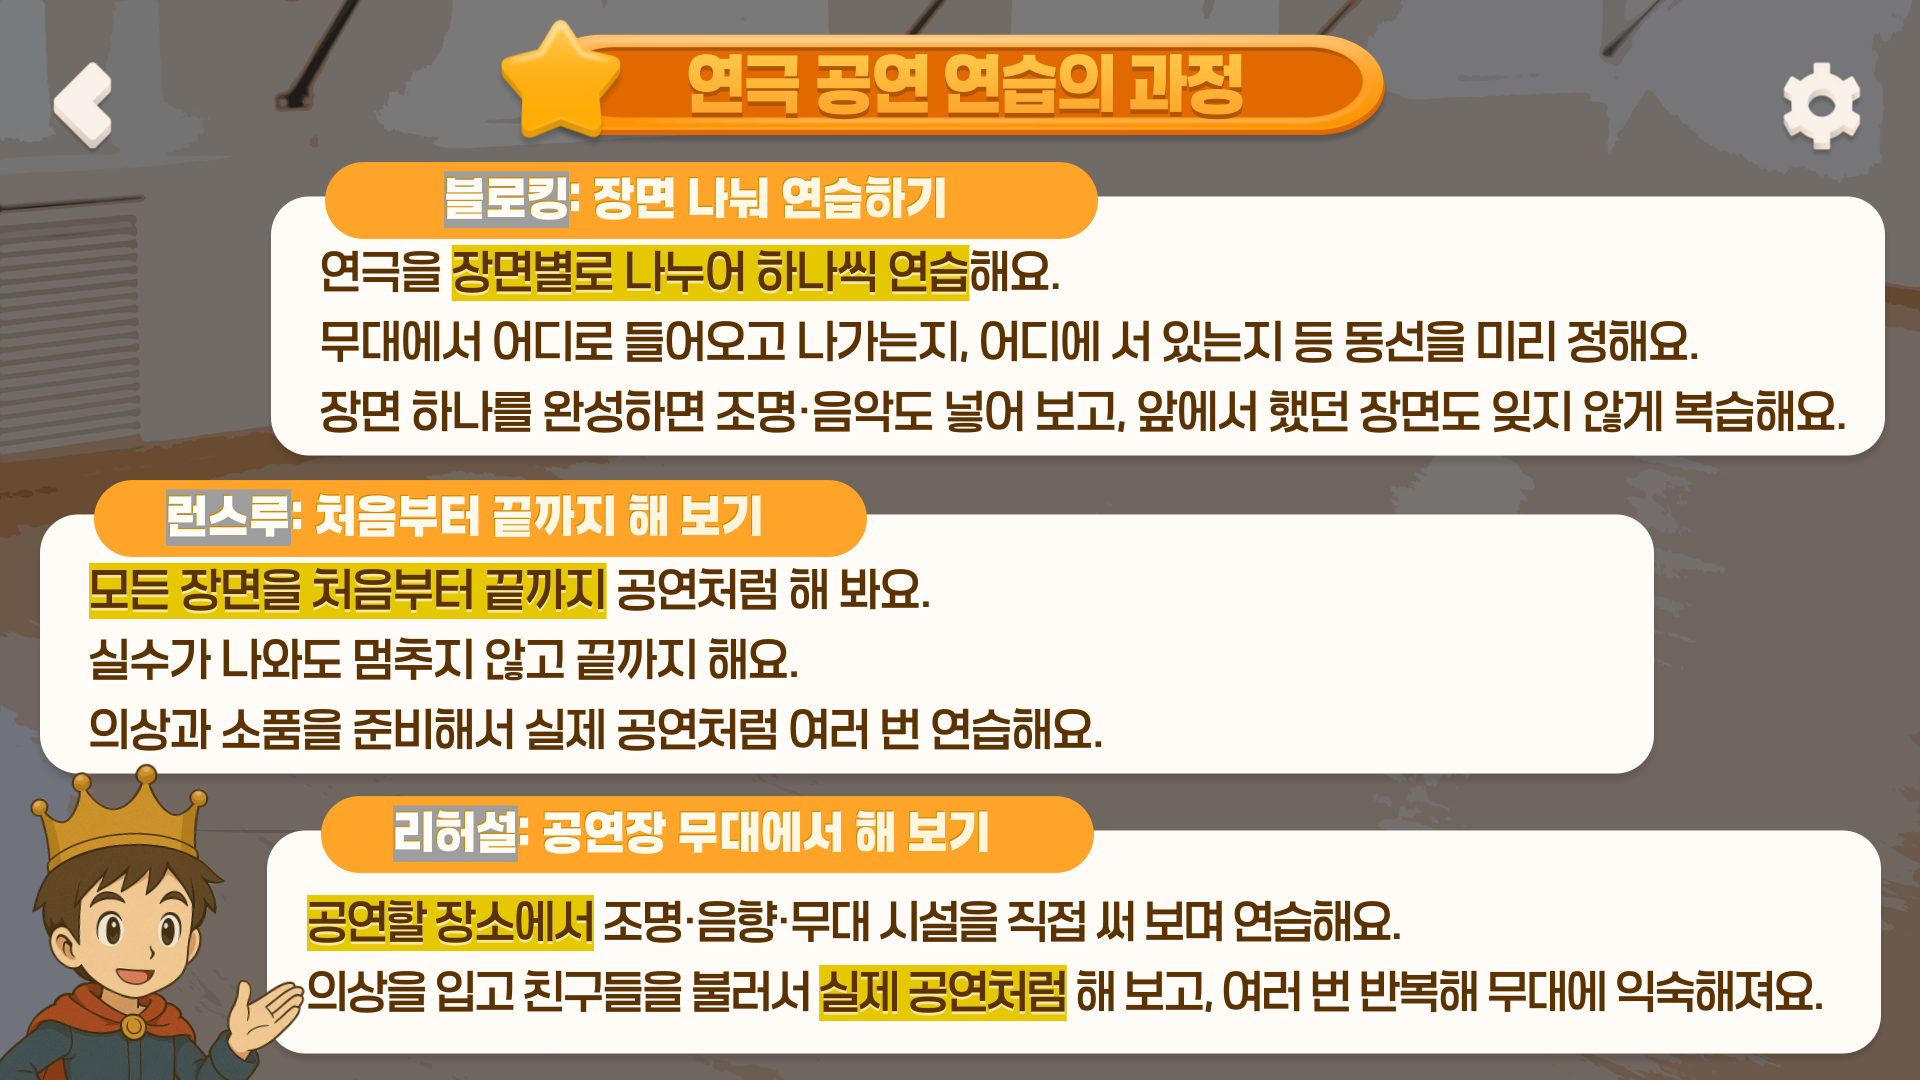 연극 공연 연습의 과정
블로킹: 장면 나눠 연습하기
연극을 장면별로 나누어 하나씩 연습해요.
무대에서 어디로 들어오고 나가는지, 어디에 서 있는지 등 동선을 미리 정해요.
장면 하나를 완성하면 조명·음악도 넣어 보고, 앞에서 했던 장면도 잊지 않게 복습해요.
런스루: 처음부터 끝까지 해 보기
모든 장면을 처음부터 끝까지 공연처럼 해 봐요.
실수가 나와도 멈추지 않고 끝까지 해요.
의상과 소품을 준비해서 실제 공연처럼 여러 번 연습해요.
리허설: 공연장 무대에서 해 보기
공연할 장소에서 조명·음향·무대 시설을 직접 써 보며 연습해요.
의상을 입고 친구들을 불러서 실제 공연처럼 해 보고, 여러 번 반복해 무대에 익숙해져요.